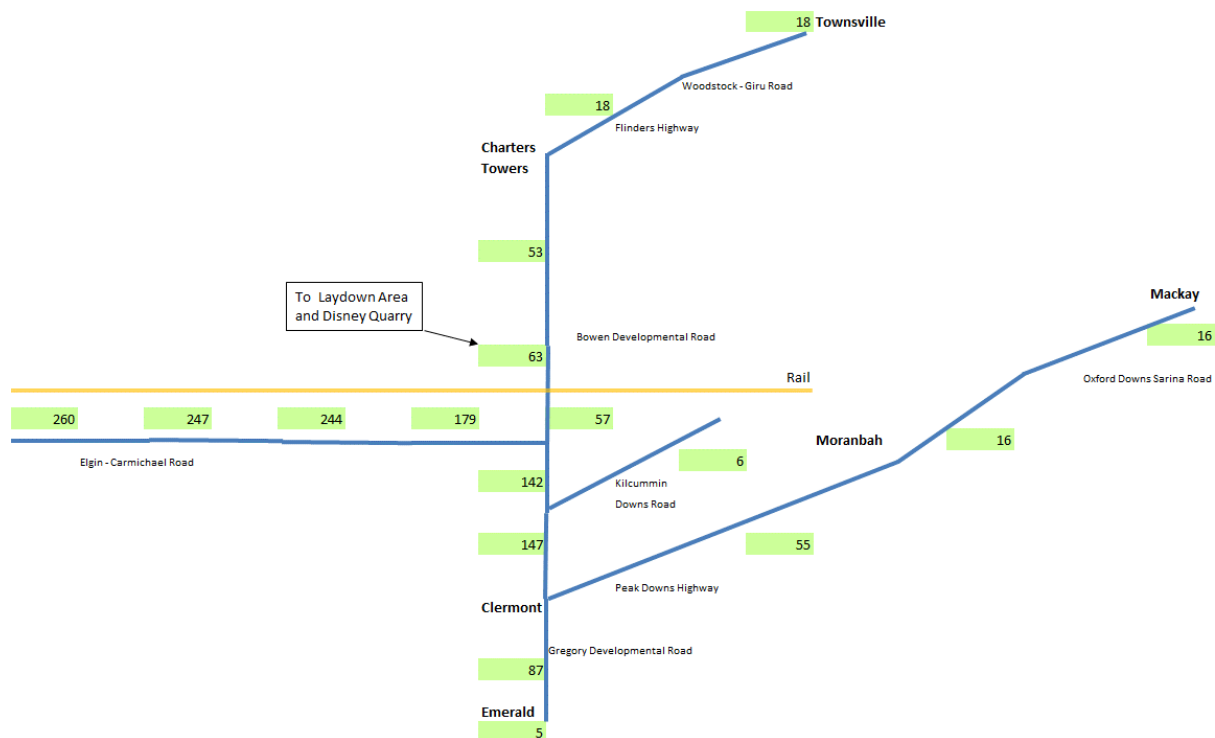 18 Townsville
Woodstock - Giru Road
18
Flinders Highway
Charters
Towers
53
To Laydown Area
and Disney Quarry
Mackay
63
Bowen Developmental Road
16
Rail
Oxford Downs Sarina Road
260
247
244
179
57
Moranbah
16
Elgin - Carmichael Road
6
142
Kilcummin
Downs Road
147
55
Peak Downs Highway
Clermont
Gregory Developmental Road
87
Emerald
5